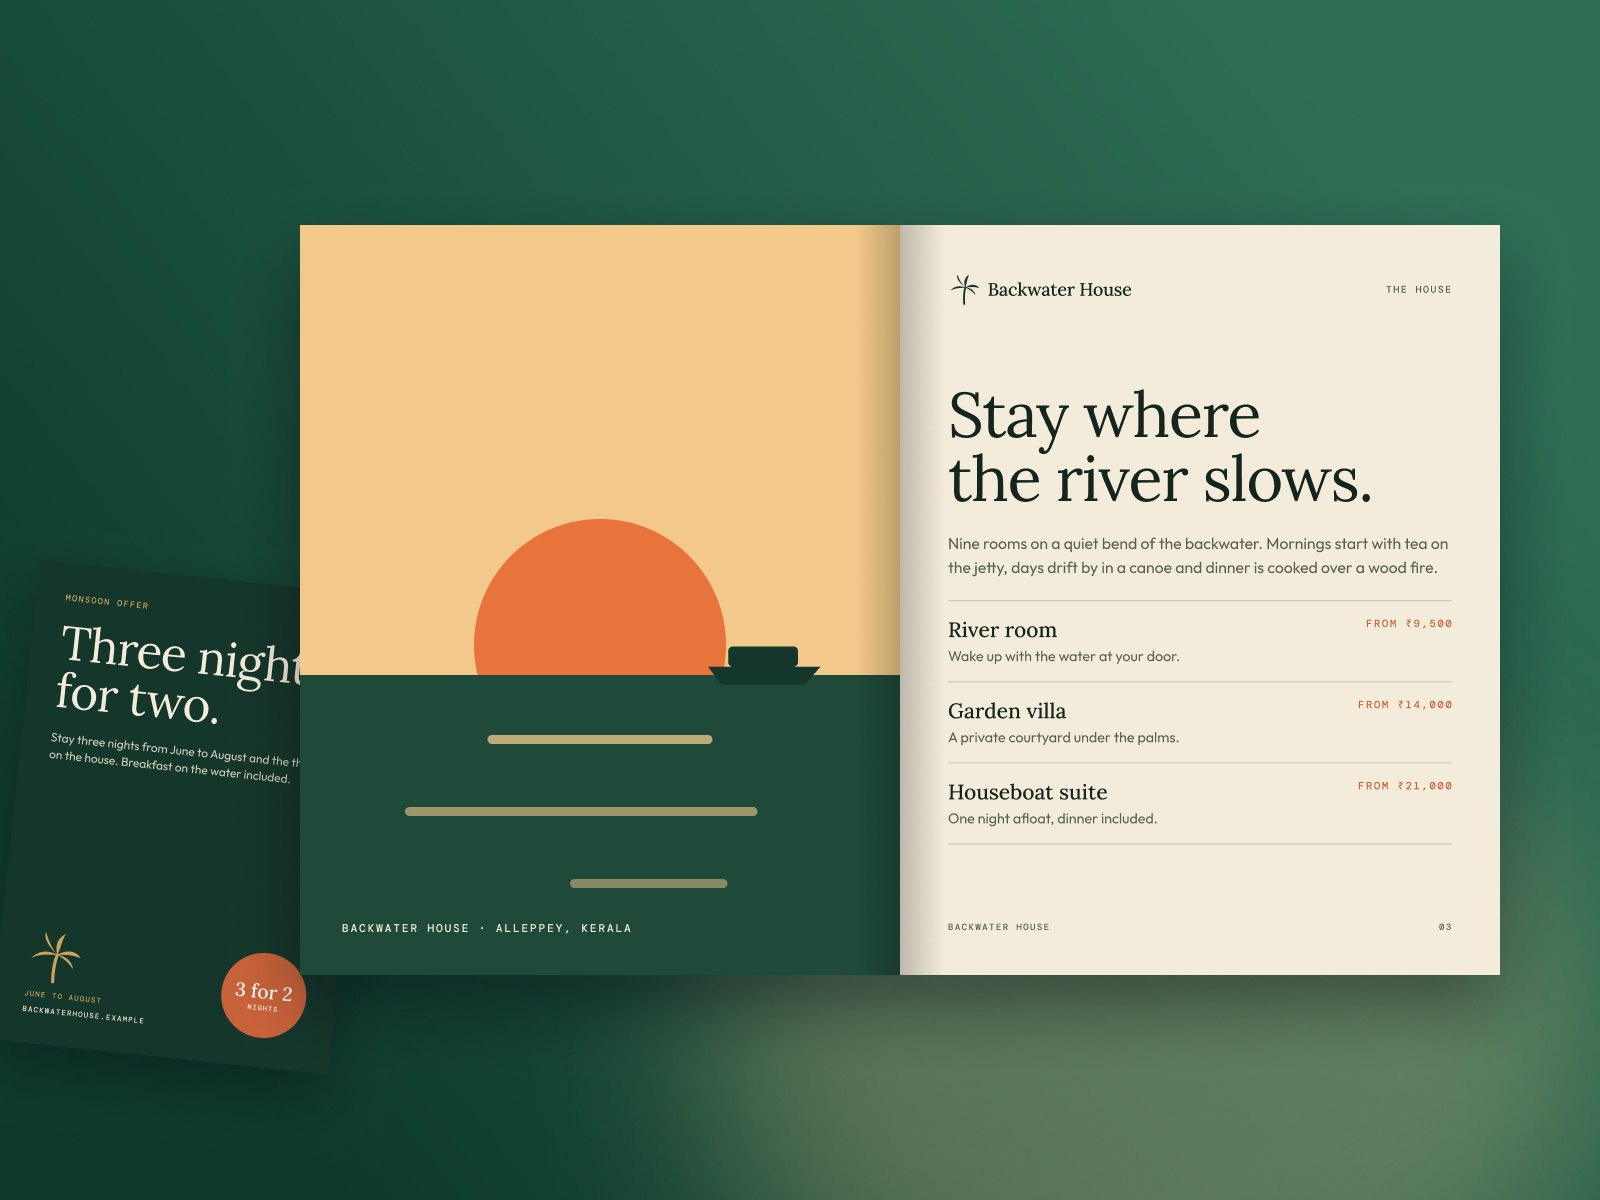 MONSOON OFFER
Three night
for two.
Stay three nights from June to August and the
on the house. Breakfast on the water included.
JUNE TO AUGUST
BACKWATERHOUSE.EXAMPLE
3 for 2
NIGHTS
BACKWATER HOUSE · ALLEPPEY, KERALA
Backwater House
THE HOUSE
Stay where
the river slows.
Nine rooms on a quiet bend of the backwater. Mornings start with tea on
the jetty, days drift by in a canoe and dinner is cooked over a wood fire.
River room
FROM ₹9,500
Wake up with the water at your door.
Garden villa
FROM ₹14,000
A private courtyard under the palms.
Houseboat suite
FROM ₹21,000
One night afloat, dinner included.
BACKWATER HOUSE
03